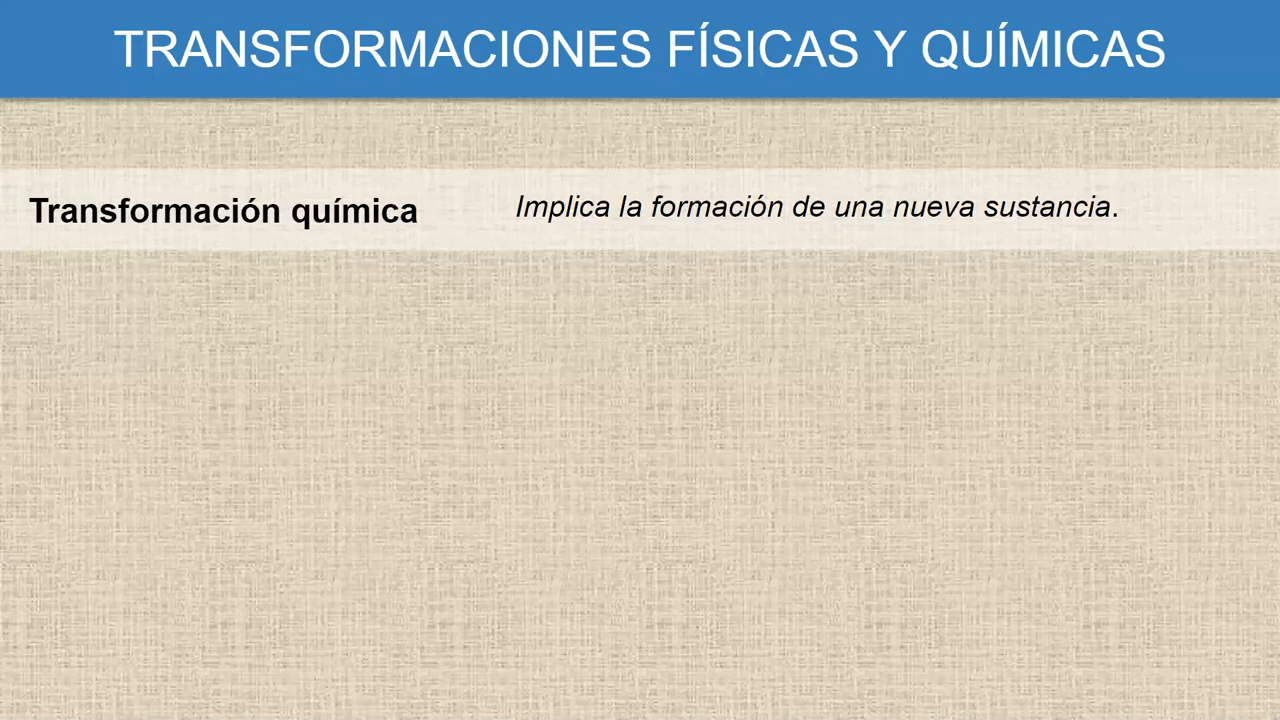 TRANSFORMACIONES FÍSICAS Y QUÍMICAS
Transformación química
Implica la formación de una nueva sustancia.